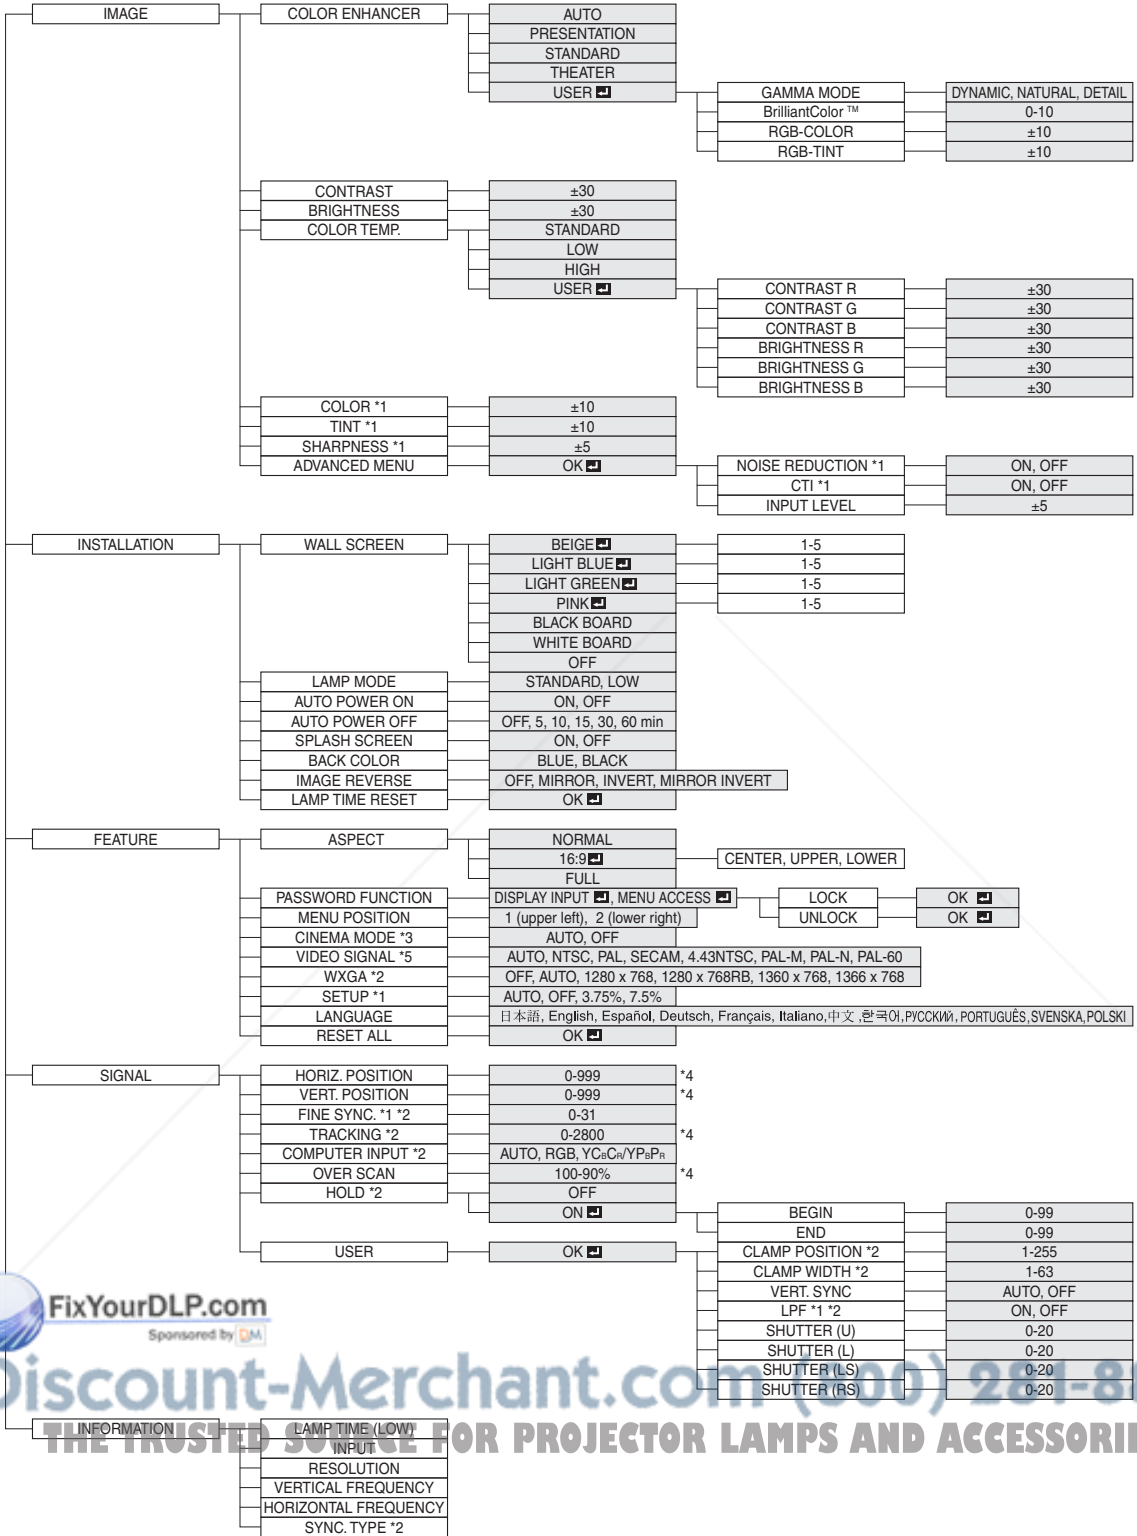 IMAGE COLOR ENHANCER AUTO
PRESENTATION
STANDARD
THEATER
USER
GAMMA MODE DYNAMIC, NATURAL, DETAIL
BrilliantColor ™ 0-10
RGB-COLOR ±10
RGB-TINT ±10
CONTRAST ±30
BRIGHTNESS ±30
COLOR TEMP. STANDARD
LOW
HIGH
USER
CONTRAST R ±30
CONTRAST G ±30
CONTRAST B ±30
BRIGHTNESS R ±30
BRIGHTNESS G ±30
BRIGHTNESS B ±30
COLOR *1 ±10
TINT *1 ±10
SHARPNESS *1 ±5
ADVANCED MENU OK
NOISE REDUCTION *1 ON, OFF
CTI *1 ON, OFF
INPUT LEVEL ±5
INSTALLATION WALL SCREEN BEIGE 1-5
LIGHT BLUE 1-5
LIGHT GREEN 1-5
PINK 1-5
BLACK BOARD
WHITE BOARD
OFF
LAMP MODE STANDARD, LOW
AUTO POWER ON ON, OFF
AUTO POWER OFF OFF, 5, 10, 15, 30, 60 min
SPLASH SCREEN ON, OFF
BACK COLOR BLUE, BLACK
IMAGE REVERSE OFF, MIRROR, INVERT, MIRROR INVERT
LAMP TIME RESET OK
FEATURE ASPECT NORMAL
16:9 CENTER, UPPER, LOWER
FULL
PASSWORD FUNCTION DISPLAY INPUT , MENU ACCESS LOCK OK
UNLOCK OK
MENU POSITION 1 (upper left), 2 (lower right)
CINEMA MODE *3 AUTO, OFF
VIDEO SIGNAL *5 AUTO, NTSC, PAL, SECAM, 4.43NTSC, PAL-M, PAL-N, PAL-60
WXGA *2 OFF, AUTO, 1280 x 768, 1280 x 768RB, 1360 x 768, 1366 x 768
SETUP *1 AUTO, OFF, 3.75%, 7.5%
LANGUAGE 日本語, English, Español, Deutsch, Français, Italiano,中文 ,한국어,РУССКИй, PORTUGUÊS,SVENSKA,POLSKI
RESET ALL OK
SIGNAL HORIZ. POSITION 0-999 *4
VERT. POSITION 0-999 *4
FINE SYNC. *1 *2 0-31
TRACKING *2 0-2800 *4
COMPUTER INPUT *2 AUTO, RGB, YCBCR/YPBPR
OVER SCAN 100-90% *4
HOLD *2 OFF
ON
BEGIN 0-99
END 0-99
USER OK
CLAMP POSITION *2 1-255
CLAMP WIDTH *2 1-63
VERT. SYNC AUTO, OFF
LPF *1 *2 ON, OFF
SHUTTER (U) 0-20
SHUTTER (L) 0-20
SHUTTER (LS) 0-20
SHUTTER (RS) 0-20
FixYourDLP.com
Sponsored by DM
Discount-Merchant.com (800) 281-8
THE TRUSTED SOURCE FOR PROJECTOR LAMPS AND ACCESSORI
INFORMATION LAMP TIME (LOW)
INPUT
RESOLUTION
VERTICAL FREQUENCY
HORIZONTAL FREQUENCY
SYNC. TYPE *2